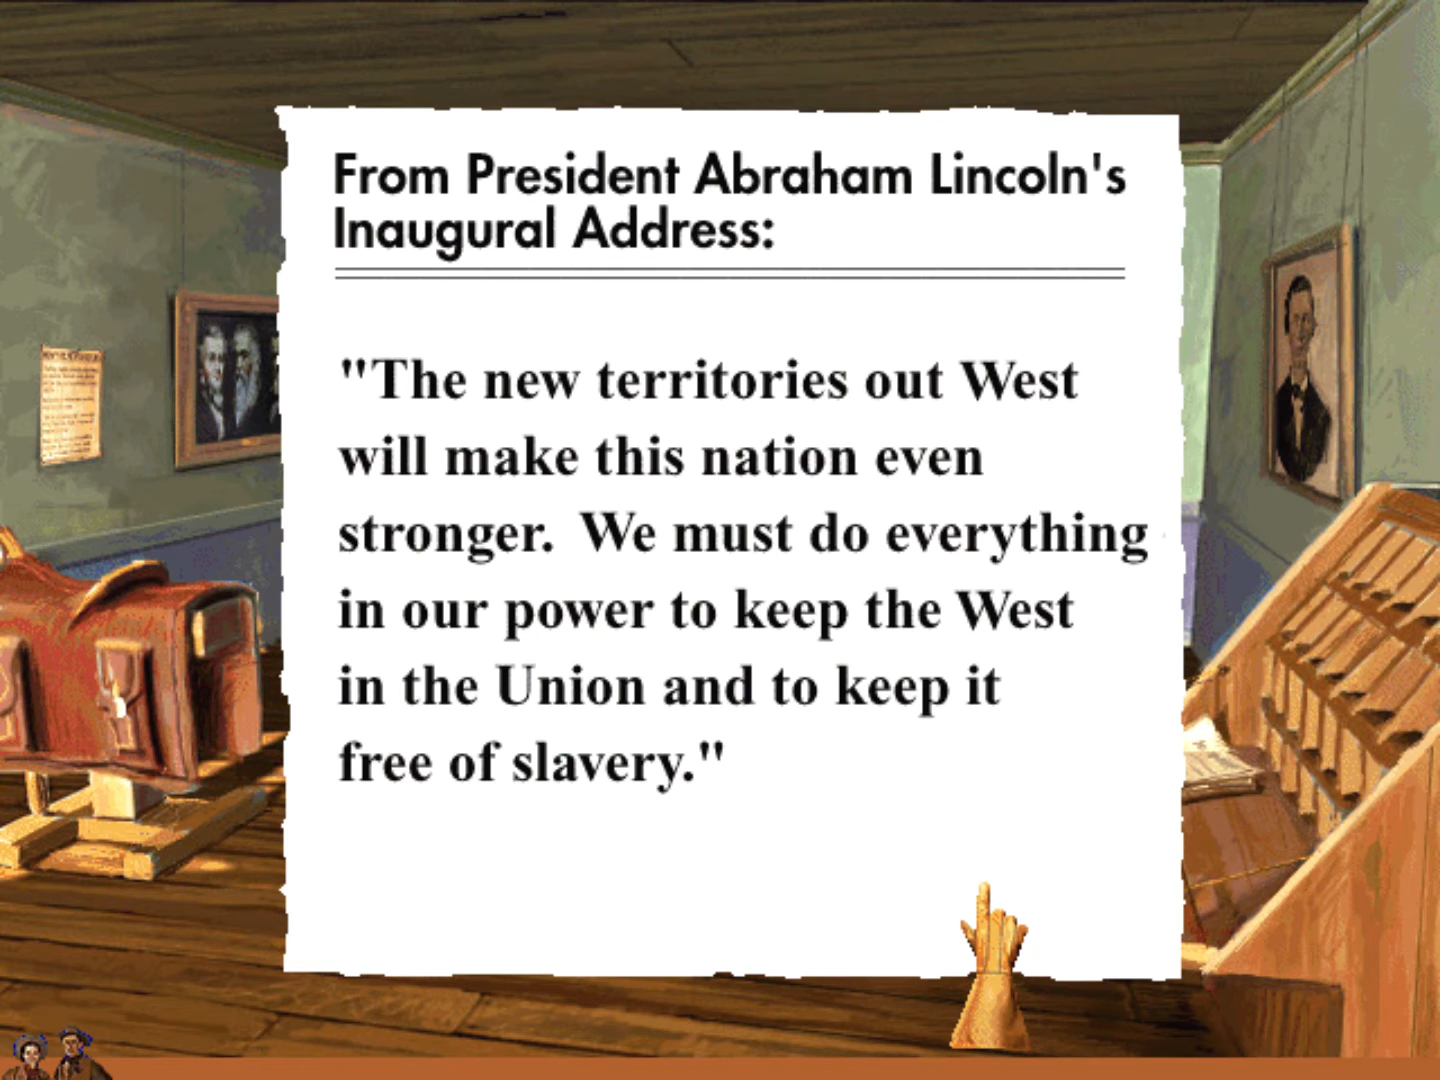 From President Abraham Lincoln's
Inaugural Address:
"The new territories out West
will make this nation even
stronger.  We must do everything
in our power to keep the West
in the Union and to keep it
free of slavery."